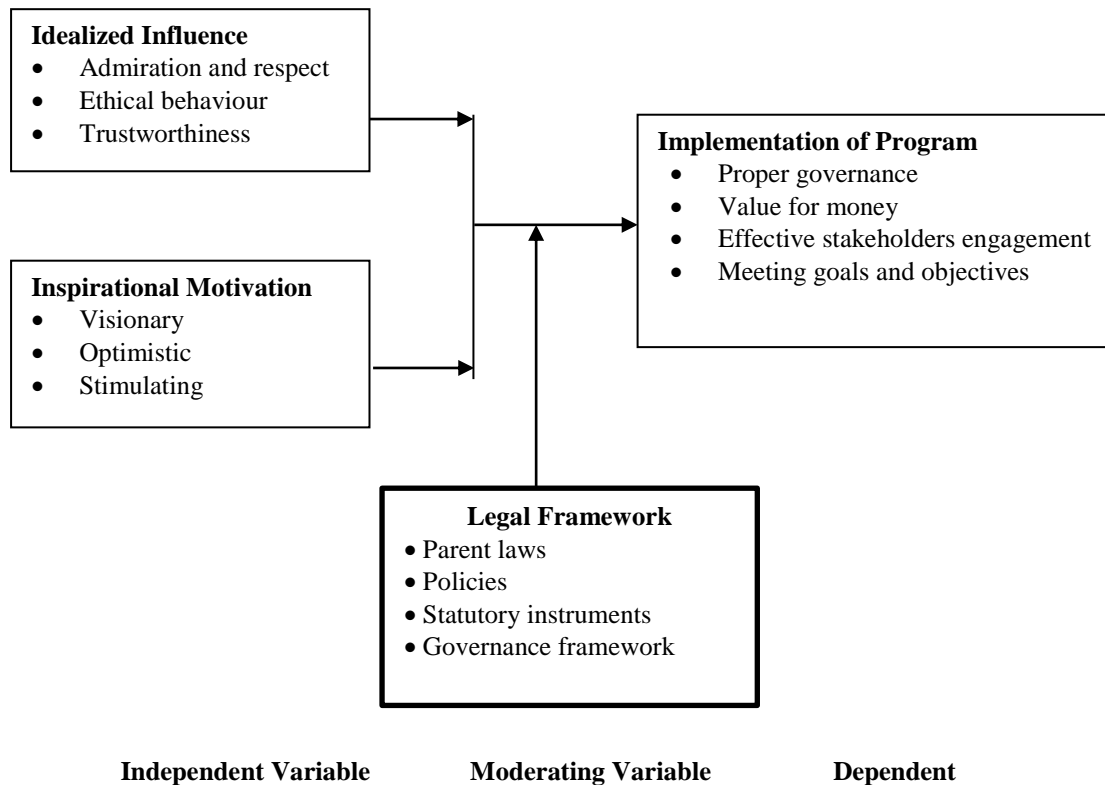 Idealized Influence
• Admiration and respect
• Ethical behaviour
• Trustworthiness
Inspirational Motivation
• Visionary
• Optimistic
• Stimulating
Implementation of Program
• Proper governance
• Value for money
• Effective stakeholders engagement
• Meeting goals and objectives
Legal Framework
• Parent laws
• Policies
• Statutory instruments
• Governance framework
Independent Variable Moderating Variable Dependent